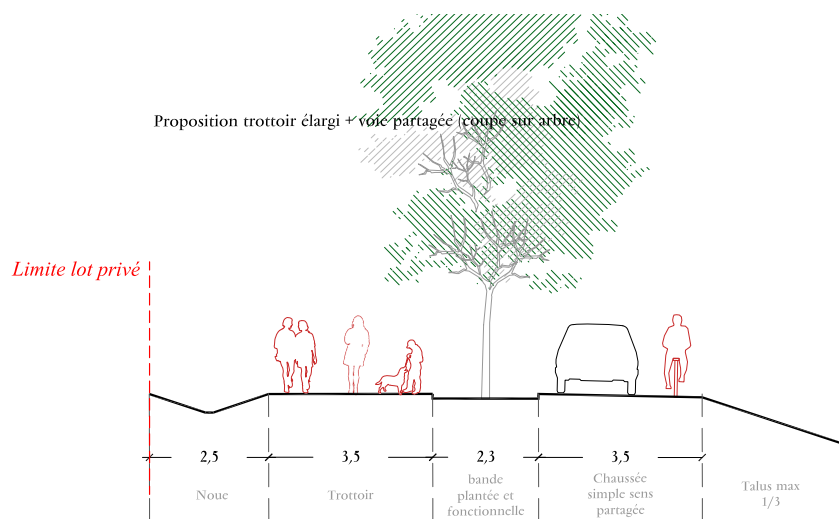 Proposition trottoir élargi + voie partagée (coupe sur arbre)
Limite lot privé
2,5
3,5
2,3
3,5
Noue
Trottoir
bande
plantée et
fonctionnelle
Chaussée
simple sens
partagée
Talus max
1/3